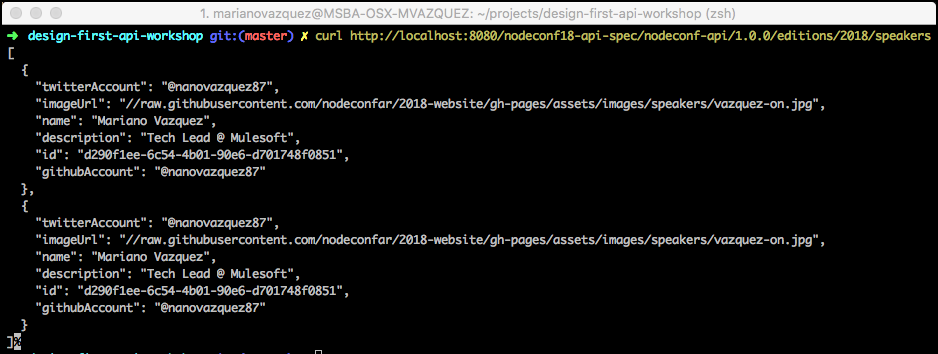 1. marianovazquez@MSBA-OSX-MVAZQUEZ: ~/projects/design-first-api-workshop (zsh)
➜ design-first-api-workshop git:(master) ✗ curl http://localhost:8080/nodeconf18-api-spec/nodeconf-api/1.0.0/editions/2018/speakers
[
  {
    "twitterAccount": "@nanovazquez87",
    "imageUrl": "//raw.githubusercontent.com/nodeconfar/2018-website/gh-pages/assets/images/speakers/vazquez-on.jpg",
    "name": "Mariano Vazquez",
    "description": "Tech Lead @ Mulesoft",
    "id": "d290f1ee-6c54-4b01-90e6-d701748f0851",
    "githubAccount": "@nanovazquez87"
  },
  {
    "twitterAccount": "@nanovazquez87",
    "imageUrl": "//raw.githubusercontent.com/nodeconfar/2018-website/gh-pages/assets/images/speakers/vazquez-on.jpg",
    "name": "Mariano Vazquez",
    "description": "Tech Lead @ Mulesoft",
    "id": "d290f1ee-6c54-4b01-90e6-d701748f0851",
    "githubAccount": "@nanovazquez87"
  }
]%